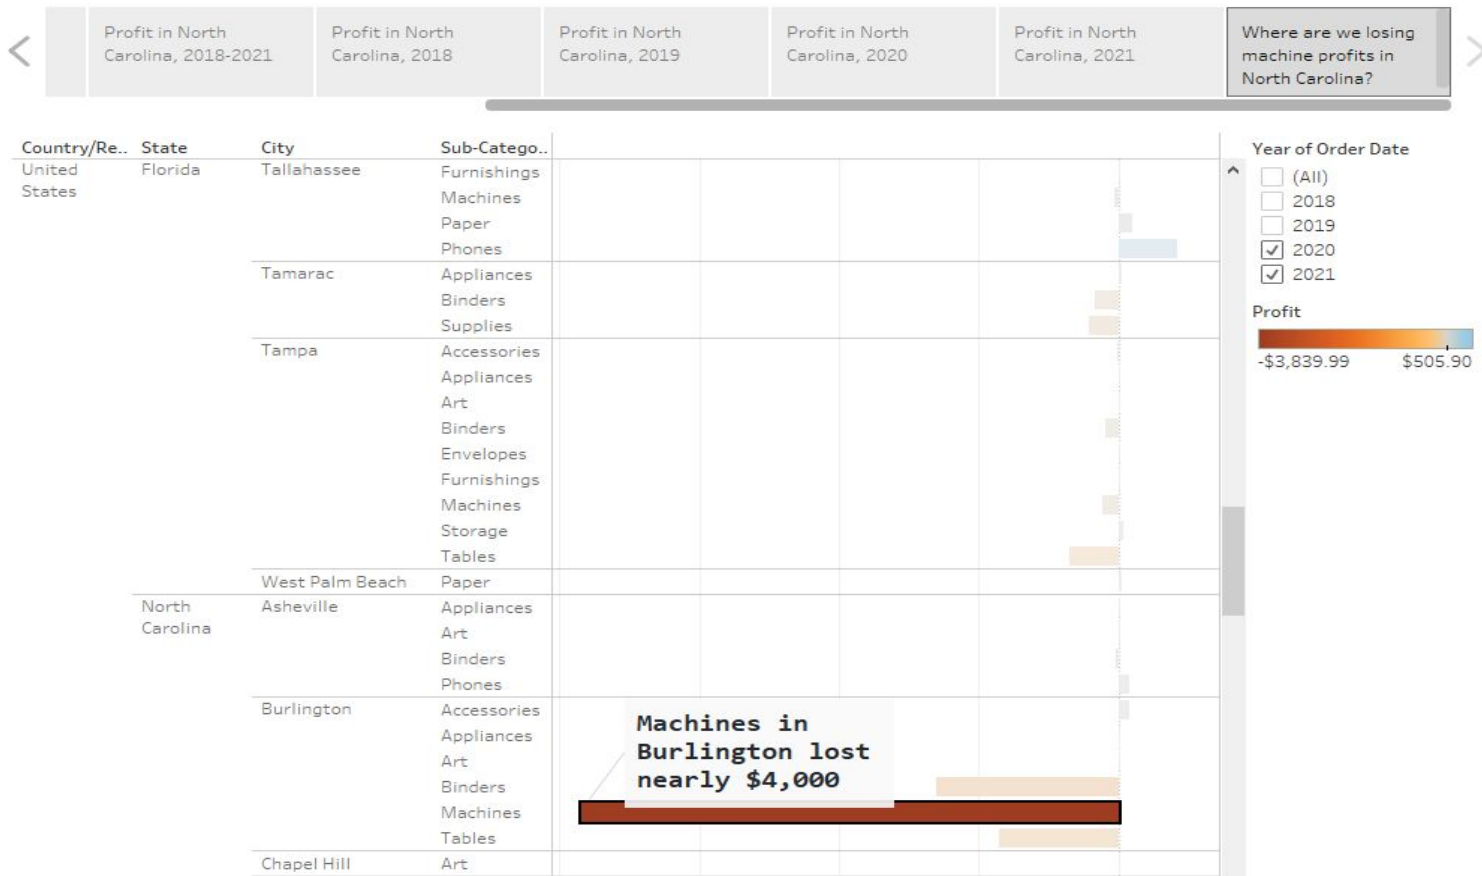 Profit in North
Carolina, 2018-2021
Profit in North
Carolina, 2018
Profit in North
Carolina, 2019
Profit in North
Carolina, 2020
Profit in North
Carolina, 2021
Where are we losing
machine profits in
North Carolina?
Country/Re.. State City Sub-Catego..
United States Florida Tallahassee Furnishings
Machines
Paper
Phones
Tamarac Appliances
Binders
Supplies
Tampa Accessories
Appliances
Art
Binders
Envelopes
Furnishings
Machines
Storage
Tables
West Palm Beach Paper
North Carolina Asheville Appliances
Art
Binders
Phones
Burlington Accessories
Appliances
Art
Binders
Machines
Tables
Chapel Hill Art
Machines in
Burlington lost
nearly $4,000
Year of Order Date
(All)
2018
2019
2020
2021
Profit
-$3,839.99 $505.90